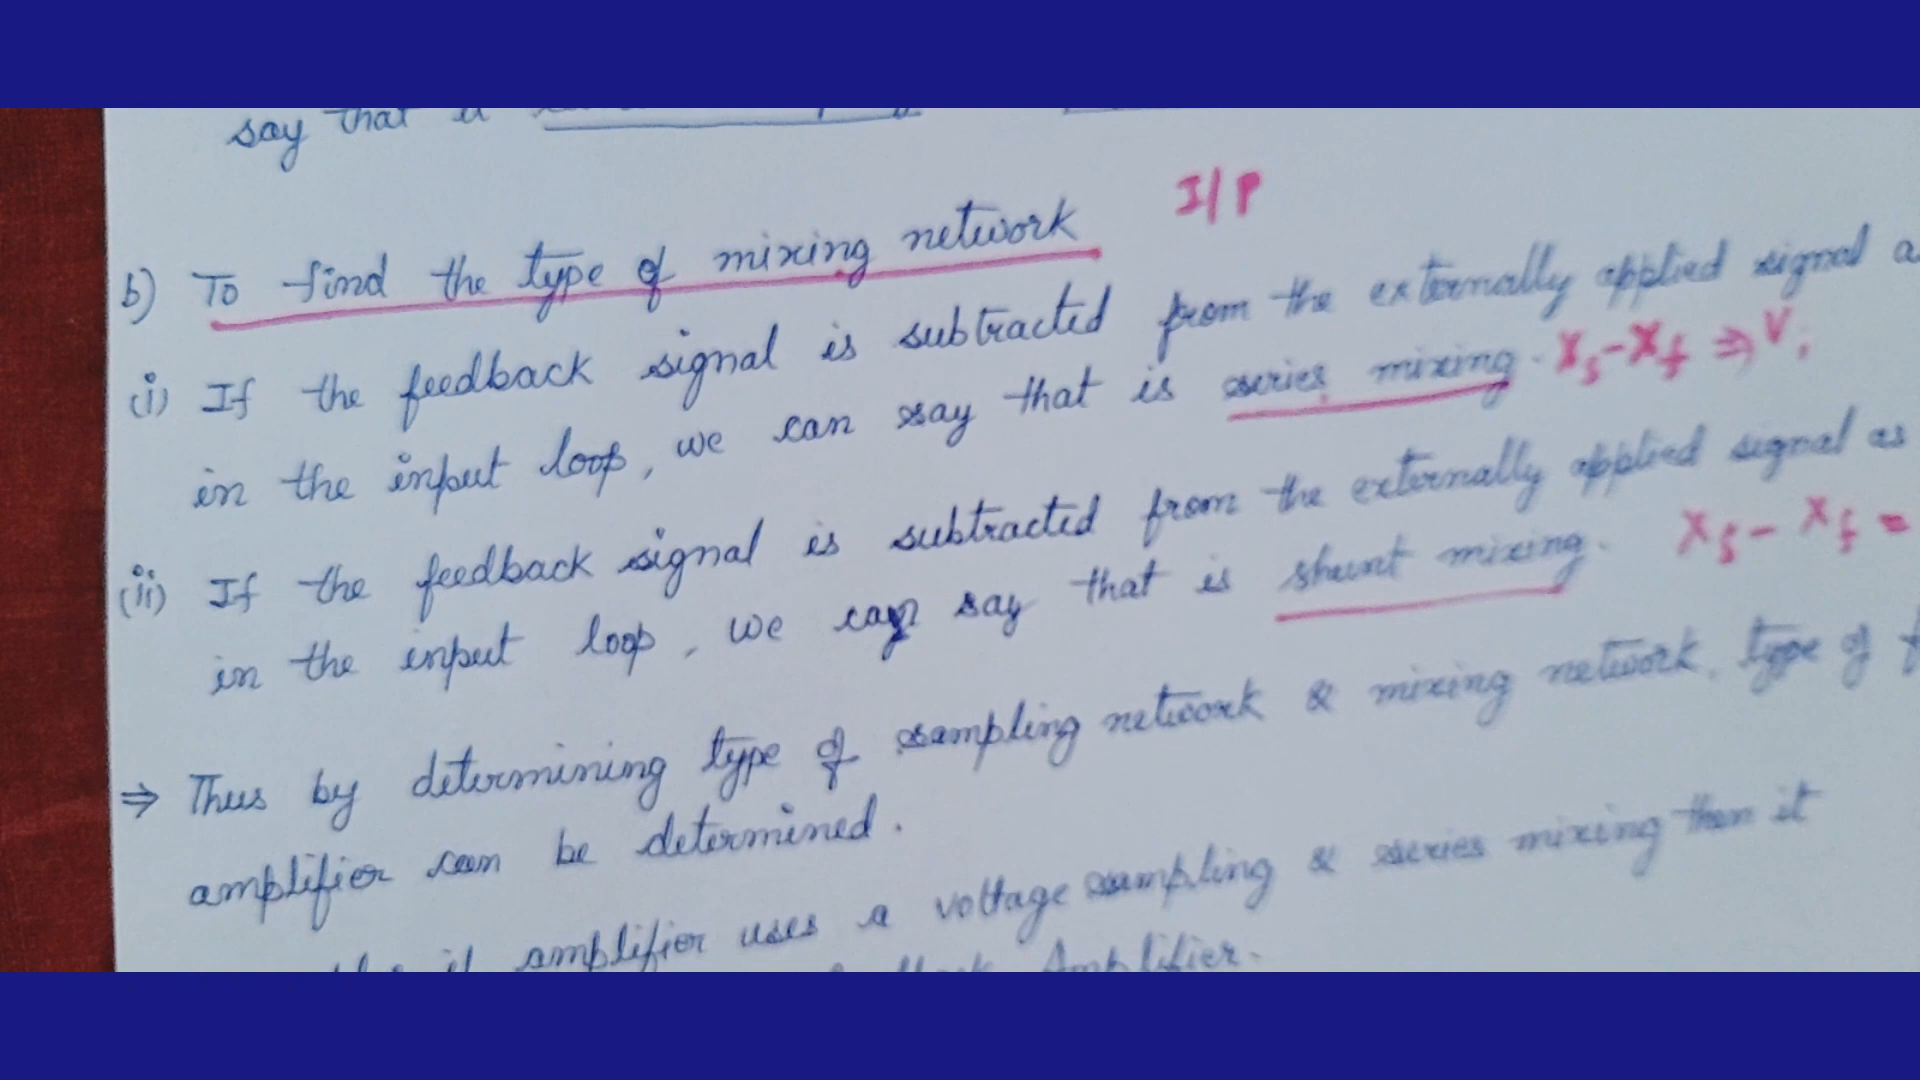 say that it
b) To find the type of mixing network I/P
(i) If the feedback signal is subtracted from the externally applied signal a
in the input loop, we can say that is series mixing. Xs-Xf ⇒ Vi
(ii) If the feedback signal is subtracted from the externally applied signal as
in the input loop, we can say that is shunt mixing. Xs - Xf =
⇒ Thus by determining type of sampling network & mixing network, type of f
amplifier can be determined.
if amplifier uses a voltage sampling & series mixing then it
Amplifier.